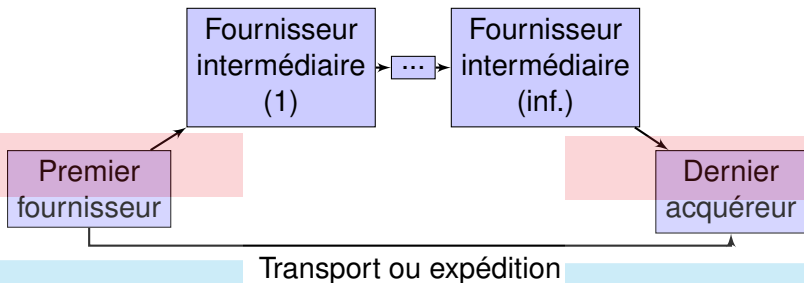 Fournisseur
intermédiaire
(1)
...
Fournisseur
intermédiaire
(inf.)
Premier
fournisseur
Dernier
acquéreur
Transport ou expédition